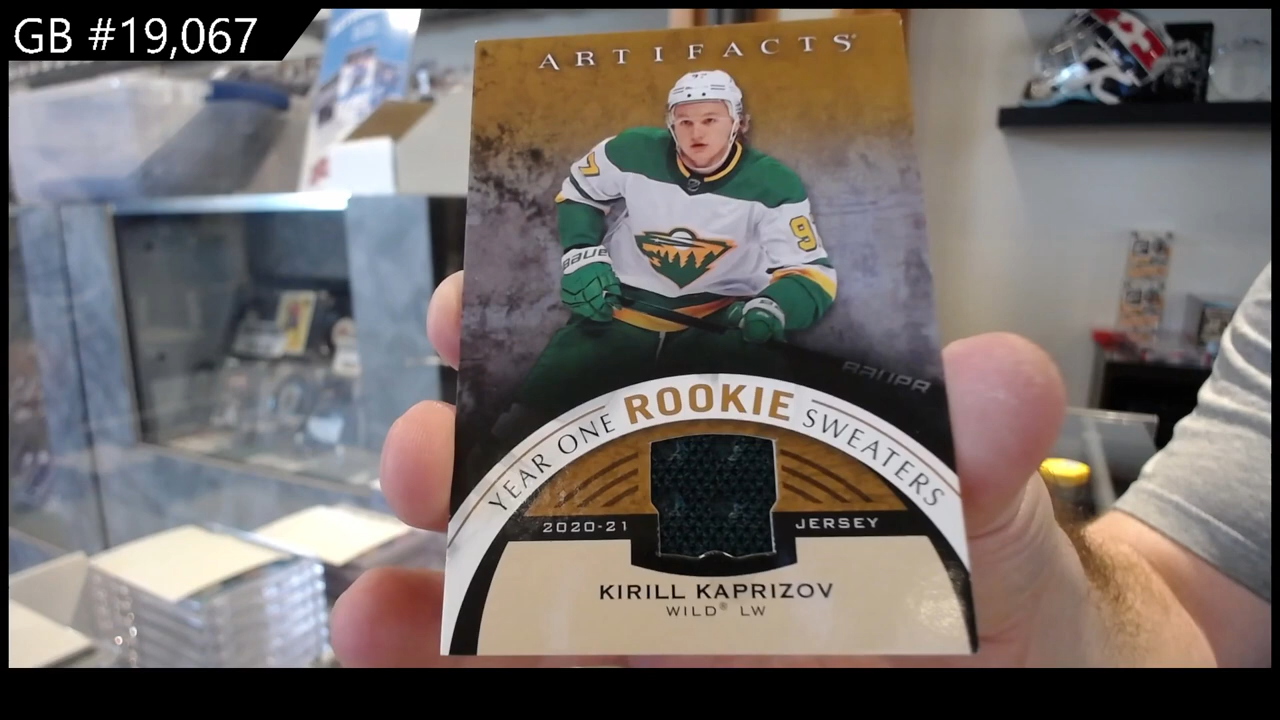 GB #19,067
ARTIFACTS
97
97
BAUER
BAUER
YEAR ONE ROOKIE SWEATERS
2020-21 JERSEY
KIRILL KAPRIZOV
WILD® LW